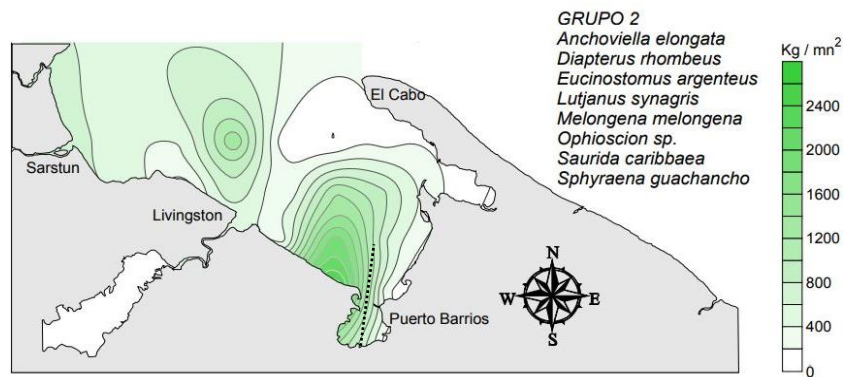 GRUPO 2
Anchoviella elongata
Diapterus rhombeus
Eucinostomus argenteus
Lutjanus synagris
Melongena melongena
Ophioscion sp.
Saurida caribbaea
Sphyraena guachancho
Kg / mn²
2400
2000
1600
1200
800
400
0
El Cabo
Sarstun
Livingston
Puerto Barrios
N
W
E
S